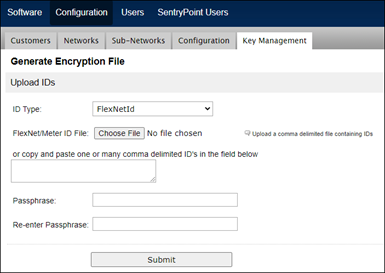 Software Configuration Users SentryPoint Users
Customers Networks Sub-Networks Configuration Key Management
Generate Encryption File
Upload IDs
ID Type: FlexNetId
FlexNet/Meter ID File: Choose File No file chosen Upload a comma delimited file containing IDs
or copy and paste one or many comma delimited ID's in the field below
Passphrase:
Re-enter Passphrase:
Submit